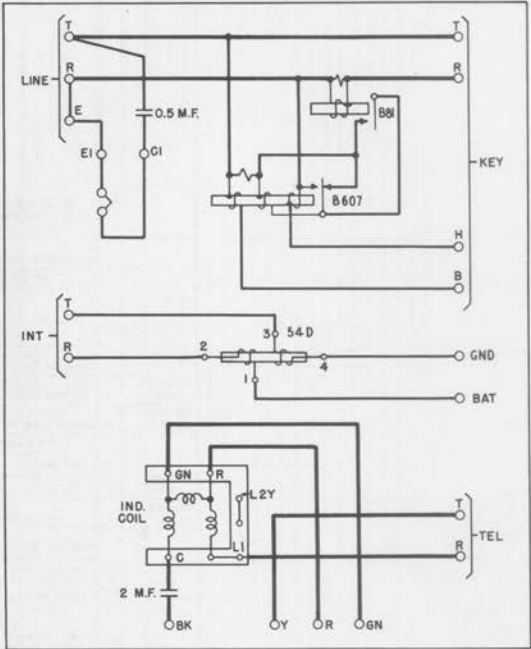 T T
LINE R R
E 0.5 M.F. B81
E1 C1 KEY
B607
H
B
T
3 54D
INT R 2 4 GND
1 BAT
GN R
L2Y
IND. T
COIL TEL
C L1 R
2 M.F.
BK Y R GN